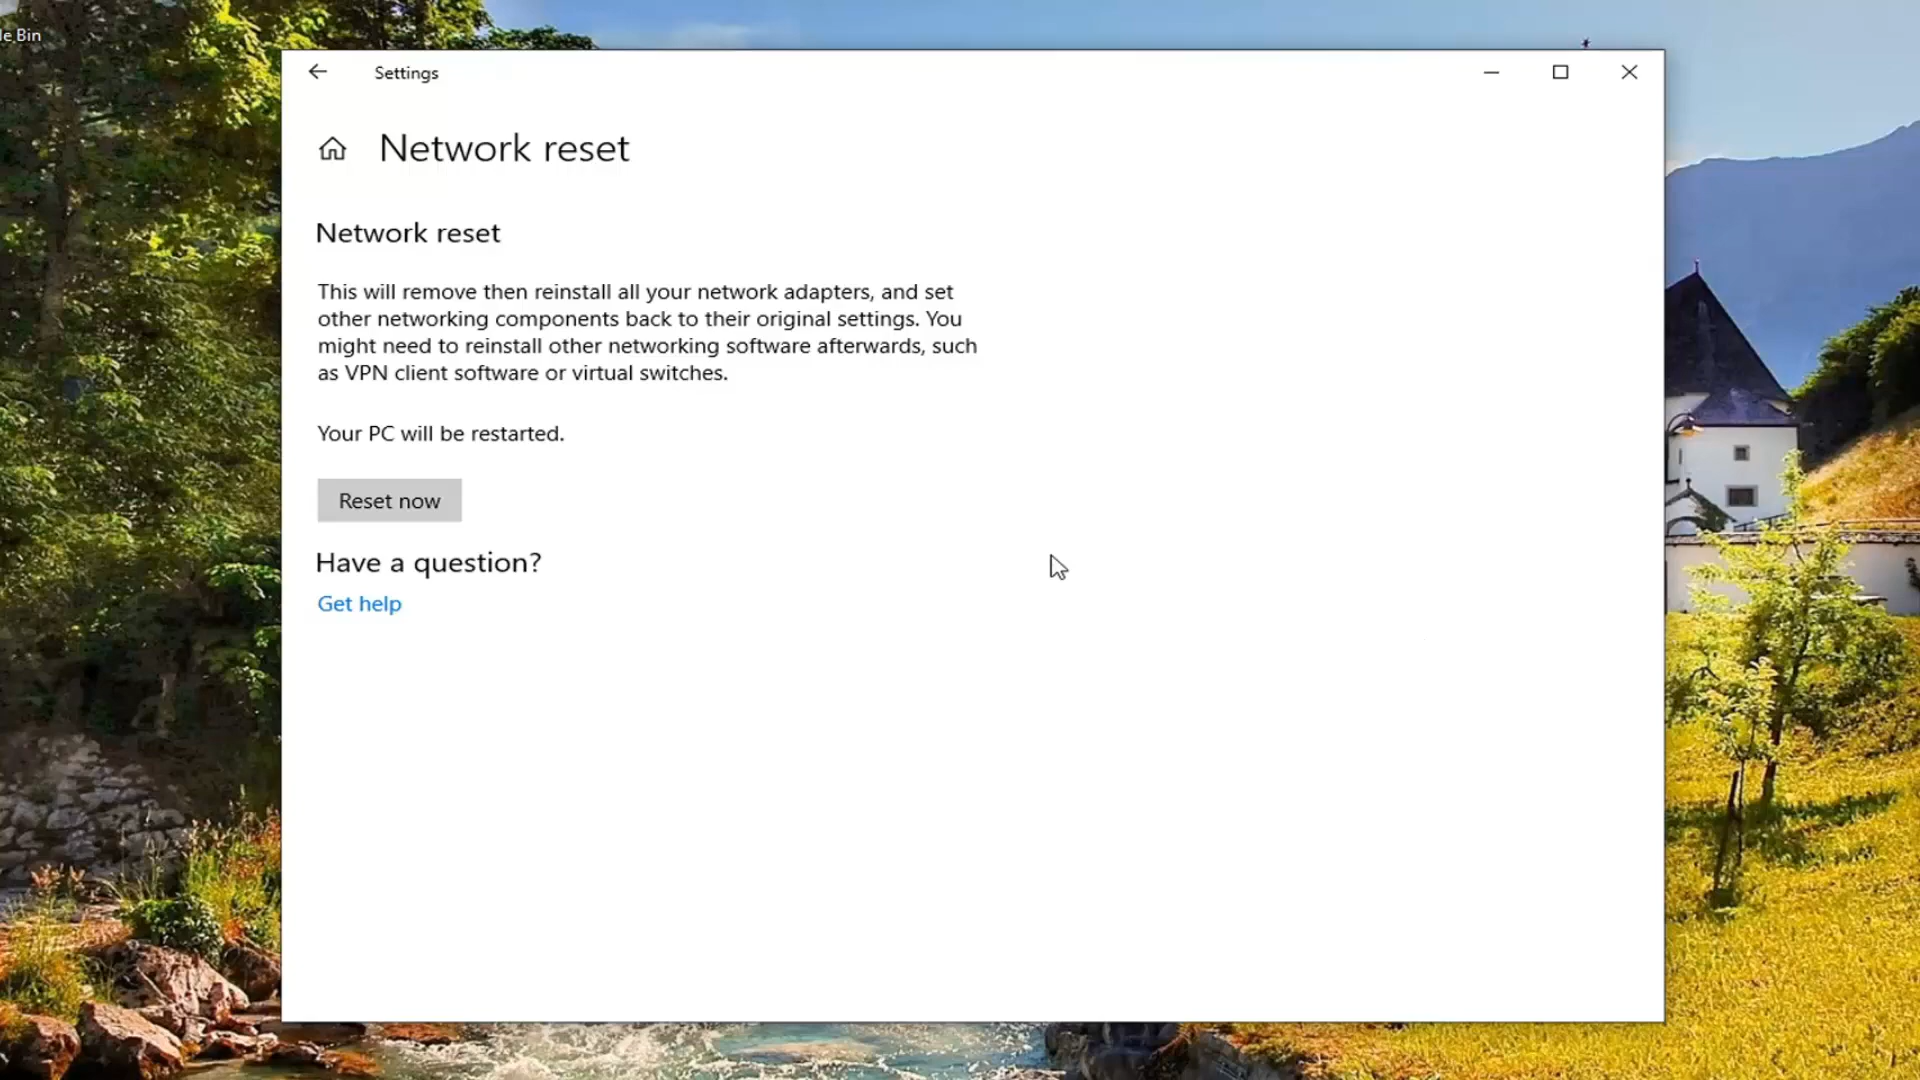 le Bin
Settings
Network reset
Network reset
This will remove then reinstall all your network adapters, and set
other networking components back to their original settings. You
might need to reinstall other networking software afterwards, such
as VPN client software or virtual switches.
Your PC will be restarted.
Reset now
Have a question?
Get help